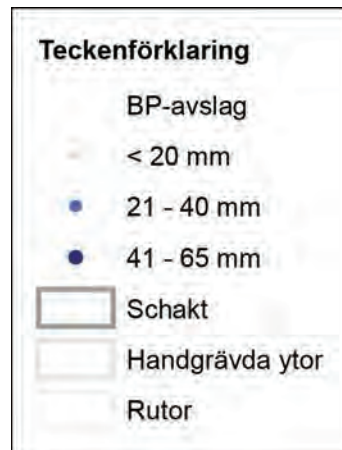 Teckenförklaring
BP-avslag
< 20 mm
21 - 40 mm
41 - 65 mm
Schakt
Handgrävda ytor
Rutor